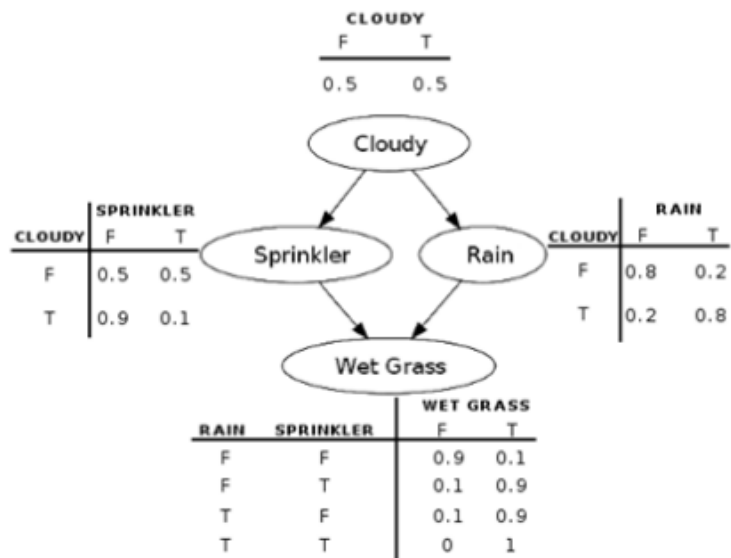 CLOUDY
F T
0.5 0.5
Cloudy
SPRINKLER
CLOUDY F T
F 0.5 0.5
T 0.9 0.1
Sprinkler
Rain
RAIN
CLOUDY F T
F 0.8 0.2
T 0.2 0.8
Wet Grass
WET GRASS
RAIN SPRINKLER F T
F F 0.9 0.1
F T 0.1 0.9
T F 0.1 0.9
T T 0 1